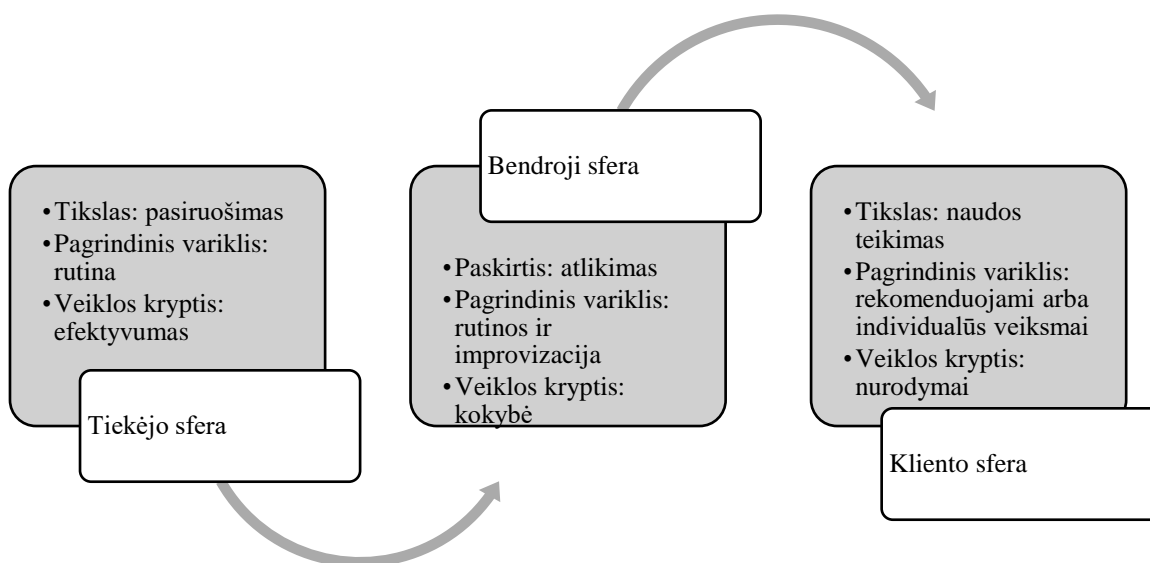 •Tikslas: pasiruošimas
•Pagrindinis variklis:
rutina
•Veiklos kryptis:
efektyvumas
Tiekėjo sfera
Bendroji sfera
•Paskirtis: atlikimas
•Pagrindinis variklis:
rutinos ir
improvizacija
•Veiklos kryptis:
kokybė
•Tikslas: naudos
teikimas
•Pagrindinis variklis:
rekomenduojami arba
individualūs veiksmai
•Veiklos kryptis:
nurodymai
Kliento sfera